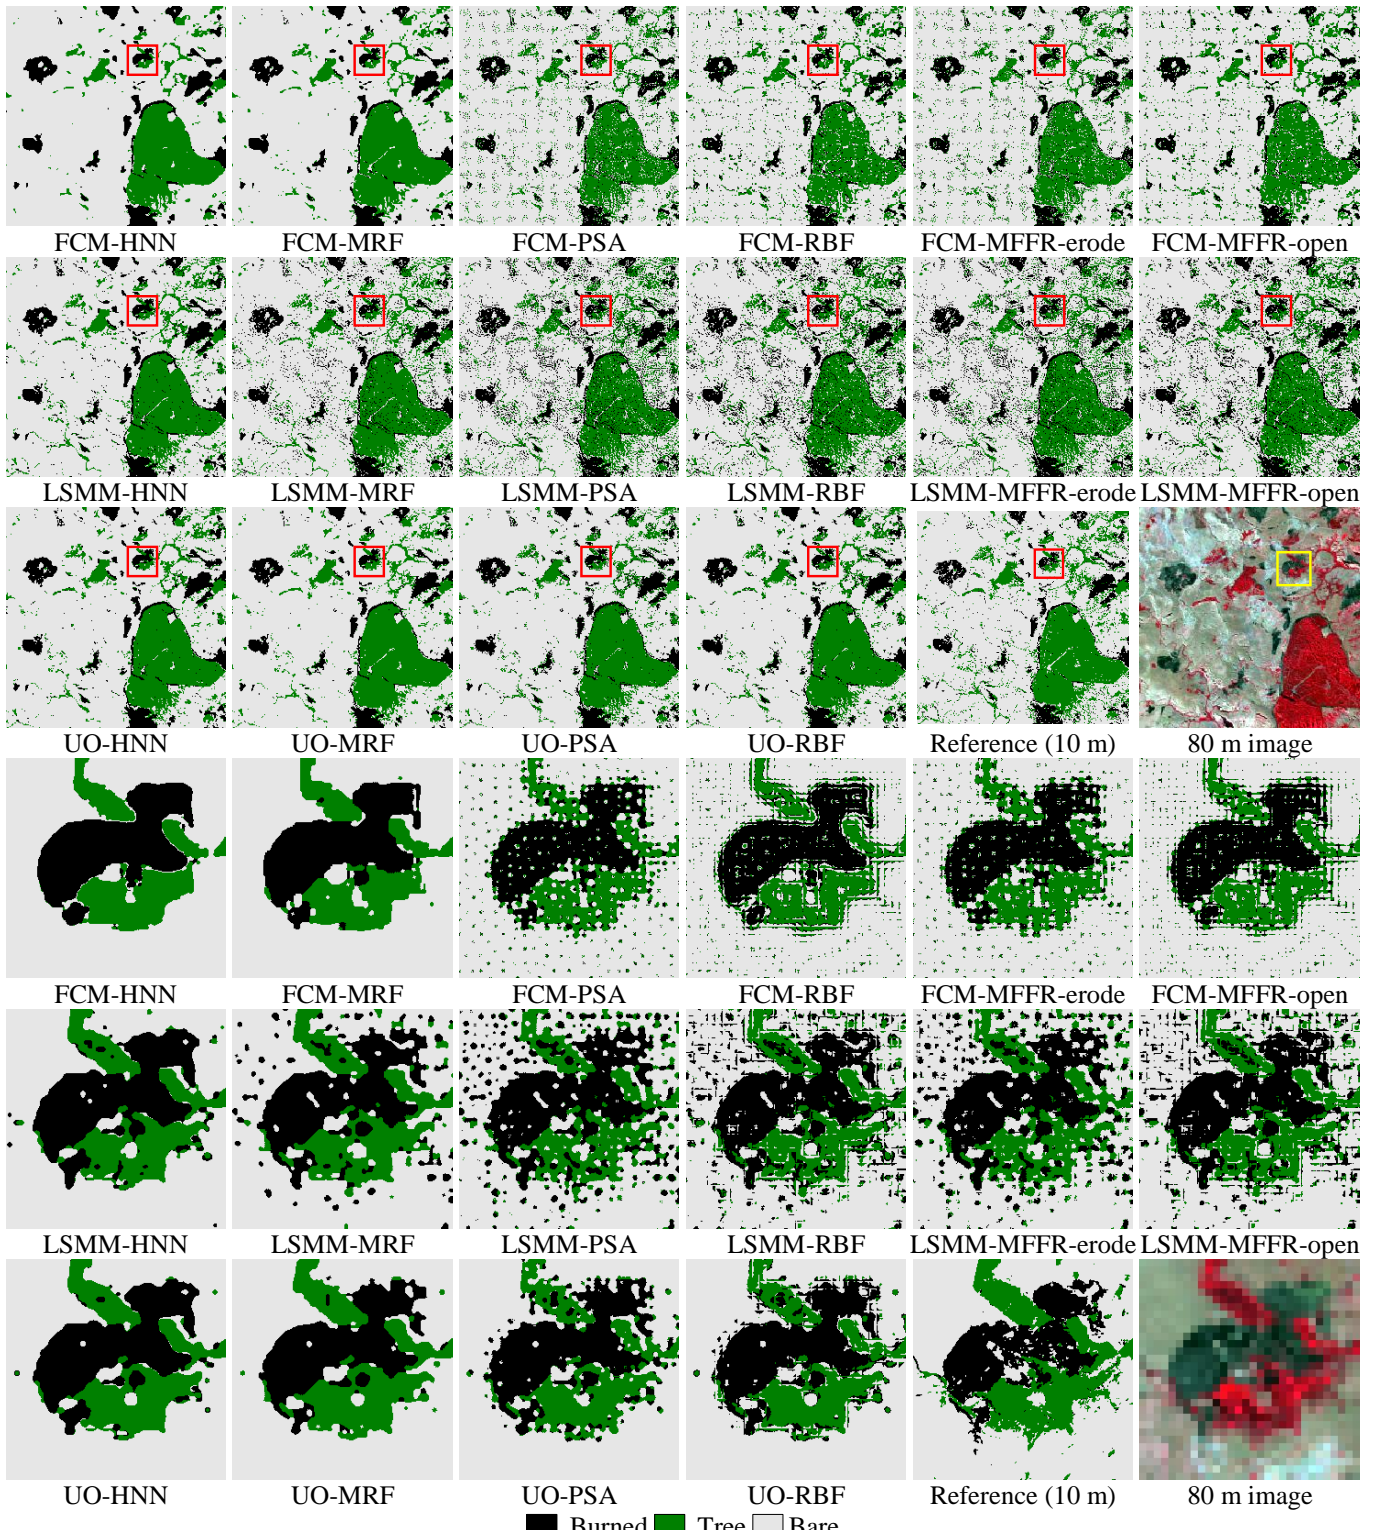 FCM-HNN FCM-MRF FCM-PSA FCM-RBF FCM-MFFR-erode FCM-MFFR-open
LSMM-HNN LSMM-MRF LSMM-PSA LSMM-RBF LSMM-MFFR-erode LSMM-MFFR-open
UO-HNN UO-MRF UO-PSA UO-RBF Reference (10 m) 80 m image
FCM-HNN FCM-MRF FCM-PSA FCM-RBF FCM-MFFR-erode FCM-MFFR-open
LSMM-HNN LSMM-MRF LSMM-PSA LSMM-RBF LSMM-MFFR-erode LSMM-MFFR-open
UO-HNN UO-MRF UO-PSA UO-RBF Reference (10 m) 80 m image
Burned Tree Bare